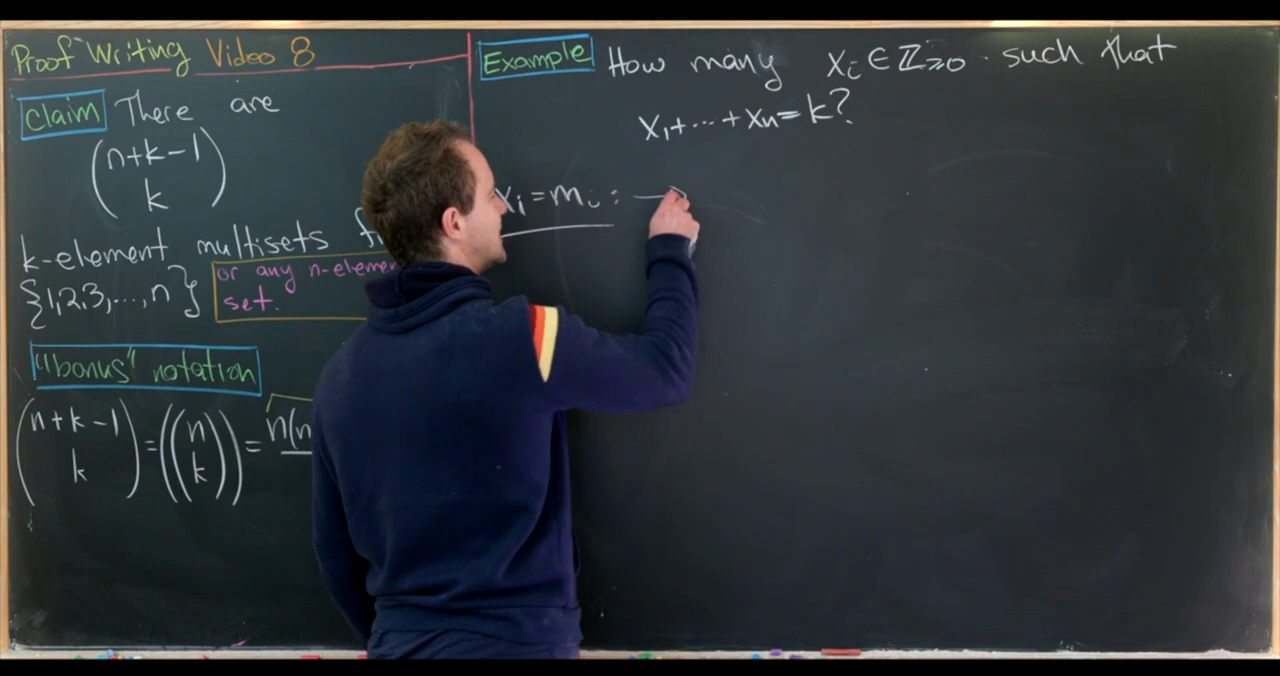 Proof Writing Video 8
Claim There are
(n+k-1
k)
k-element multisets
{1,2,3,...,n}
or any n-elemen
set.
"bonus" notation
(n+k-1
k) = ((n
k)) = n(n
Example How many xᵢ ∈ ℤ≥0 such that
x₁+...+xₙ=k?
xᵢ=mᵢ: